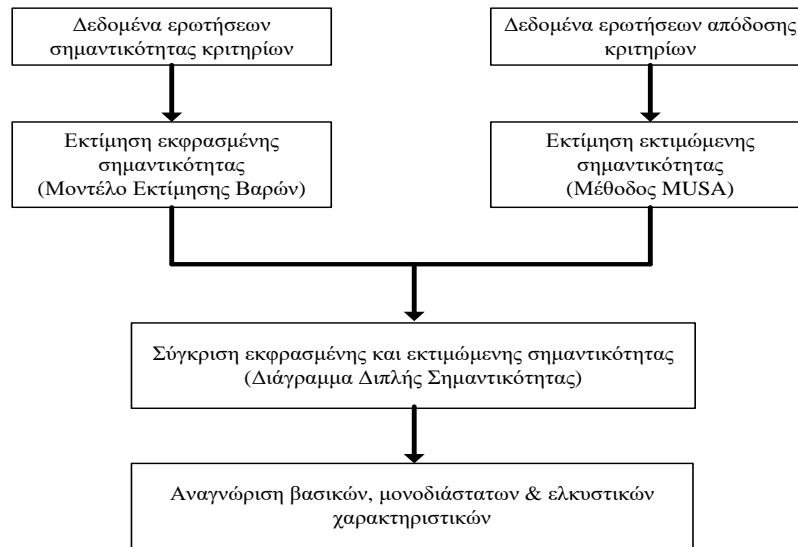 Δεδομένα ερωτήσεων
σημαντικότητας κριτηρίων
Δεδομένα ερωτήσεων απόδοσης
κριτηρίων
Εκτίμηση εκφρασμένης
σημαντικότητας
(Μοντέλο Εκτίμησης Βαρών)
Εκτίμηση εκτιμώμενης
σημαντικότητας
(Μέθοδος MUSA)
Σύγκριση εκφρασμένης και εκτιμώμενης σημαντικότητας
(Διάγραμμα Διπλής Σημαντικότητας)
Αναγνώριση βασικών, μονοδιάστατων & ελκυστικών
χαρακτηριστικών